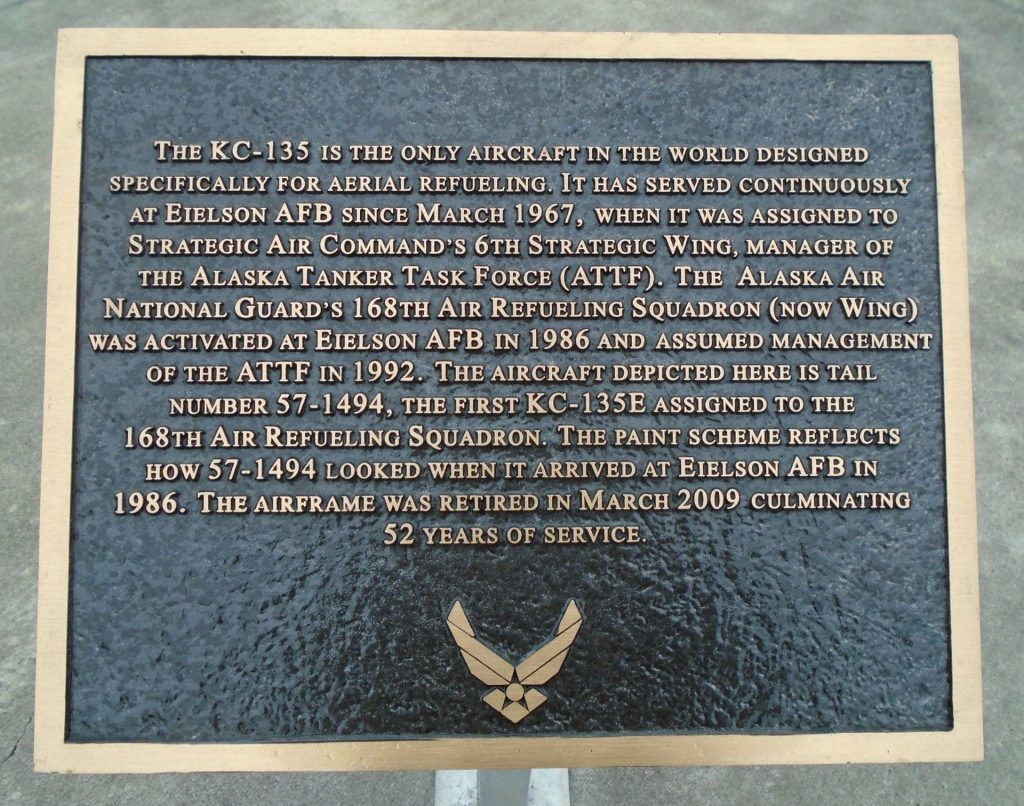 The KC-135 is the only aircraft in the world designed
specifically for aerial refueling. It has served continuously
at Eielson AFB since March 1967, when it was assigned to
Strategic Air Command's 6th Strategic Wing, manager of
the Alaska Tanker Task Force (ATTF). The Alaska Air
National Guard's 168th Air Refueling Squadron (now Wing)
was activated at Eielson AFB in 1986 and assumed management
of the ATTF in 1992. The aircraft depicted here is tail
number 57-1494, the first KC-135E assigned to the
168th Air Refueling Squadron. The paint scheme reflects
how 57-1494 looked when it arrived at Eielson AFB in
1986. The airframe was retired in March 2009 culminating
52 years of service.